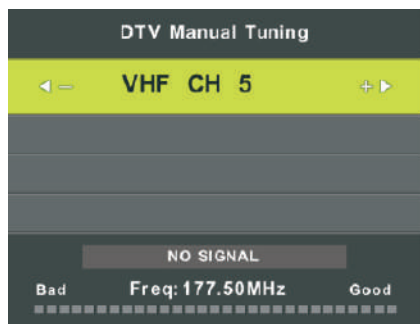 DTV Manual Tuning
VHF CH 5
NO SIGNAL
Bad Freq:177.50MHz Good